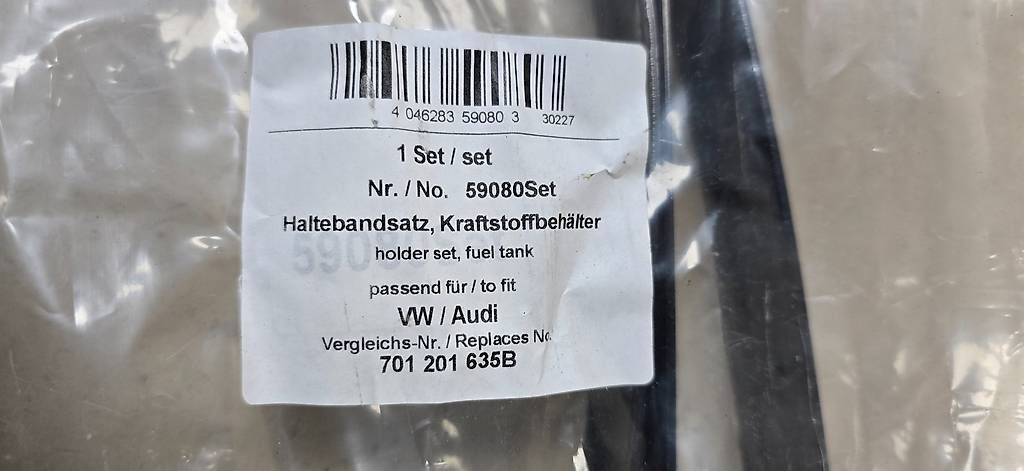 4 046283 59080 3 30227
1 Set / set
Nr. / No. 59080Set
Haltebandsatz, Kraftstoffbehälter
holder set, fuel tank
passend für / to fit
VW / Audi
Vergleichs-Nr. / Replaces No.
701 201 635B